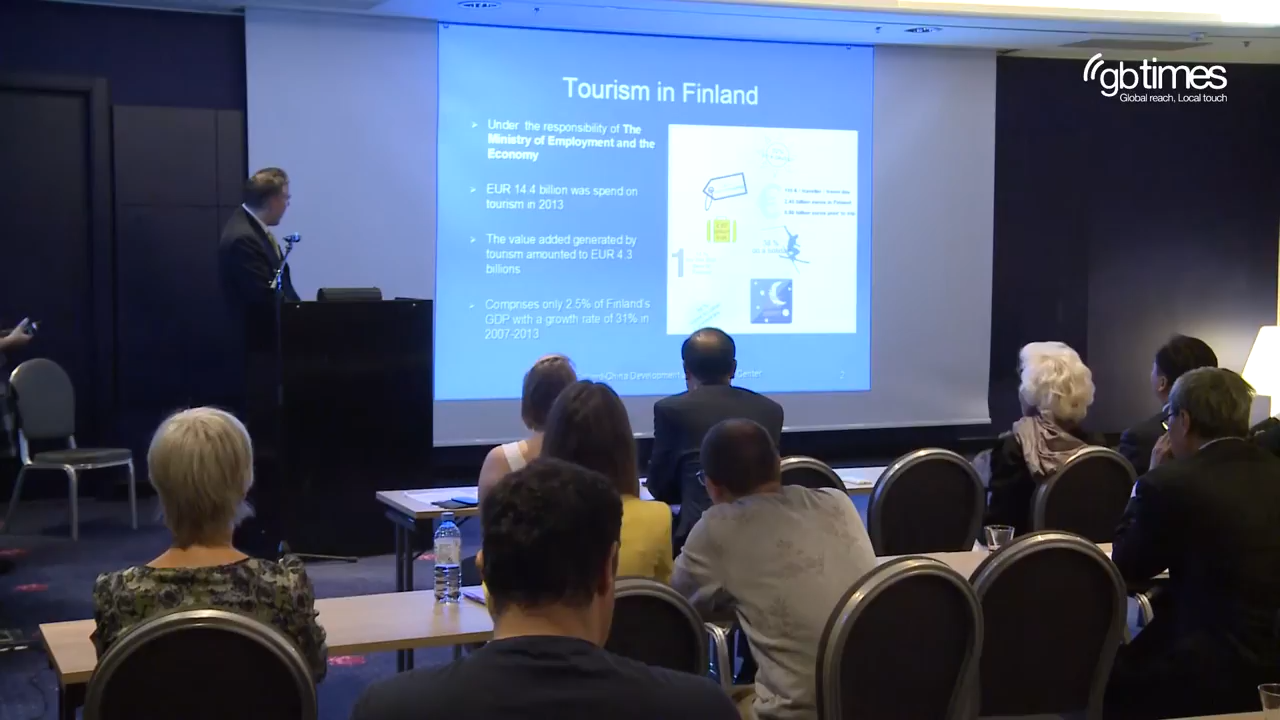 gbtimes
Global reach, Local touch
Tourism in Finland
Under the responsibility of The
Ministry of Employment and the
Economy
EUR 14.4 billion was spend on
tourism in 2013
The value added generated by
tourism amounted to EUR 4.3
billions
Comprises only 2.5% of Finland's
GDP with a growth rate of 31% in
2007-2013
1
2